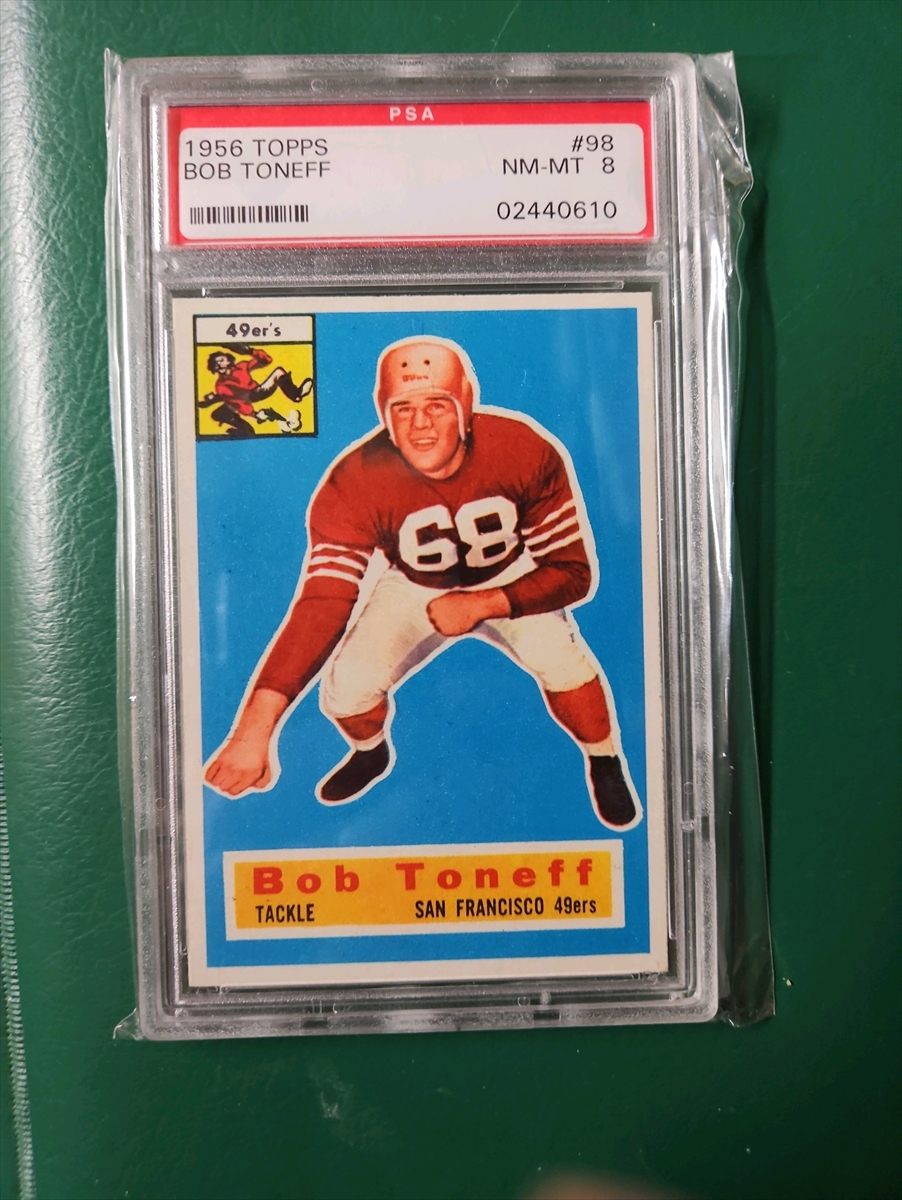 PSA
1956 TOPPS #98
BOB TONEFF NM-MT 8
02440610
49er's
68
Bob Toneff
TACKLE SAN FRANCISCO 49ers